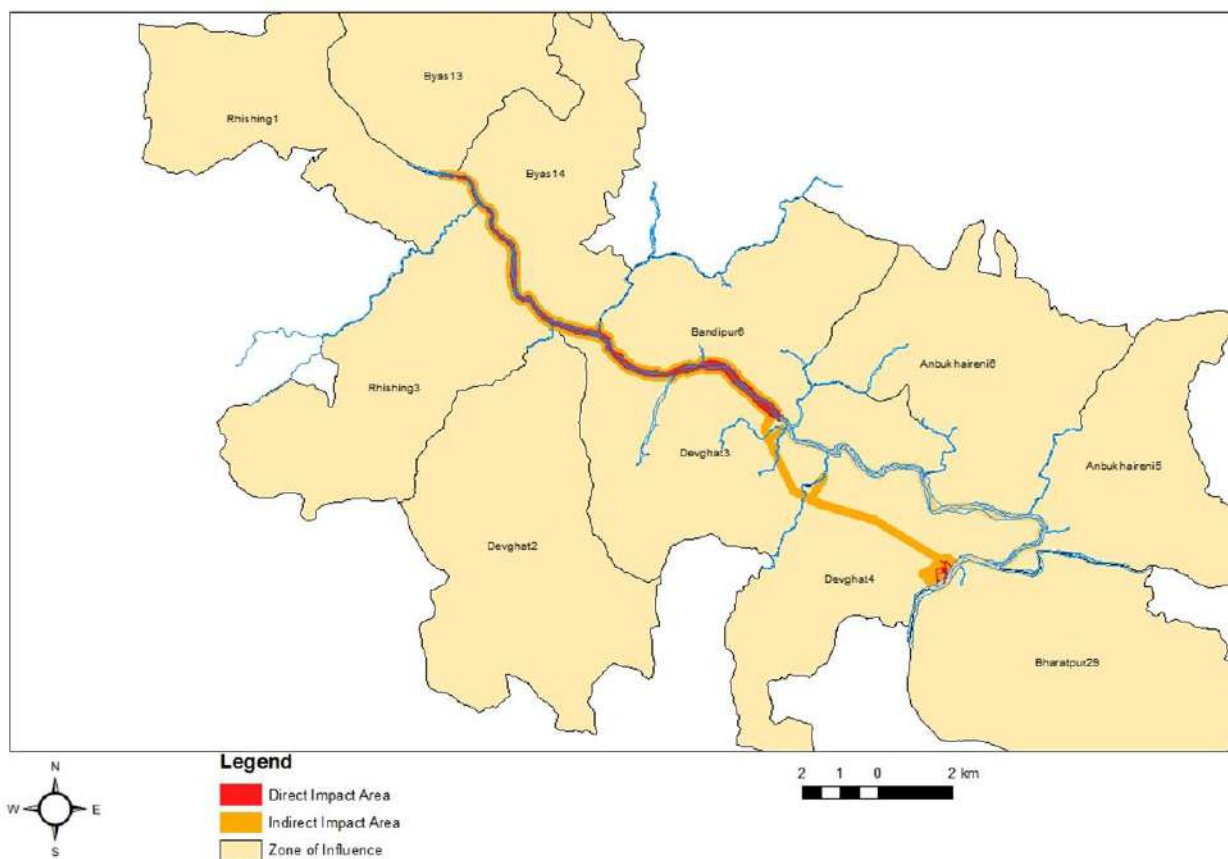 Byas13
Rhishing1
Byas14
Bandipur6
Anbukhaireni6
Rhishing3
Devghat3
Anbukhaireni5
Devghat2
Devghat4
Bharatpur29
Legend
Direct Impact Area
Indirect Impact Area
Zone of Influence
N
W E
S
2 1 0 2 km